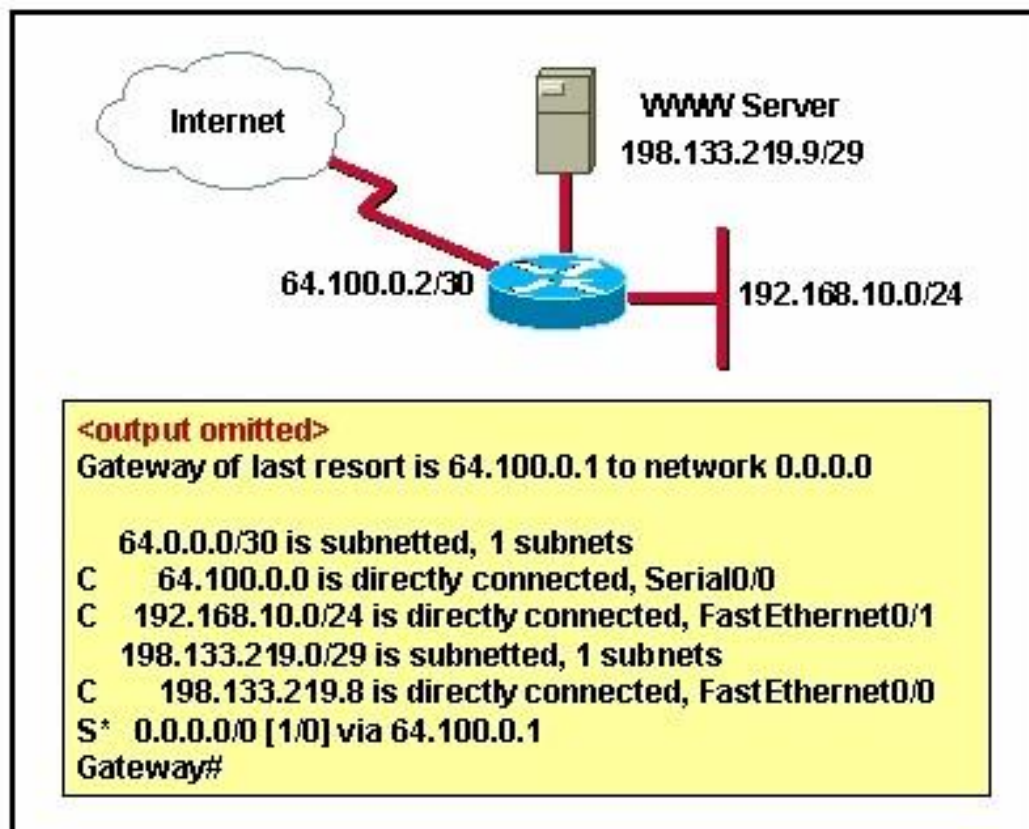 Internet
WWW Server
198.133.219.9/29
64.100.0.2/30
192.168.10.0/24
<output omitted>
Gateway of last resort is 64.100.0.1 to network 0.0.0.0
64.0.0.0/30 is subnetted, 1 subnets
C 64.100.0.0 is directly connected, Serial0/0
C 192.168.10.0/24 is directly connected, FastEthernet0/1
198.133.219.0/29 is subnetted, 1 subnets
C 198.133.219.8 is directly connected, FastEthernet0/0
S* 0.0.0.0/0 [1/0] via 64.100.0.1
Gateway#